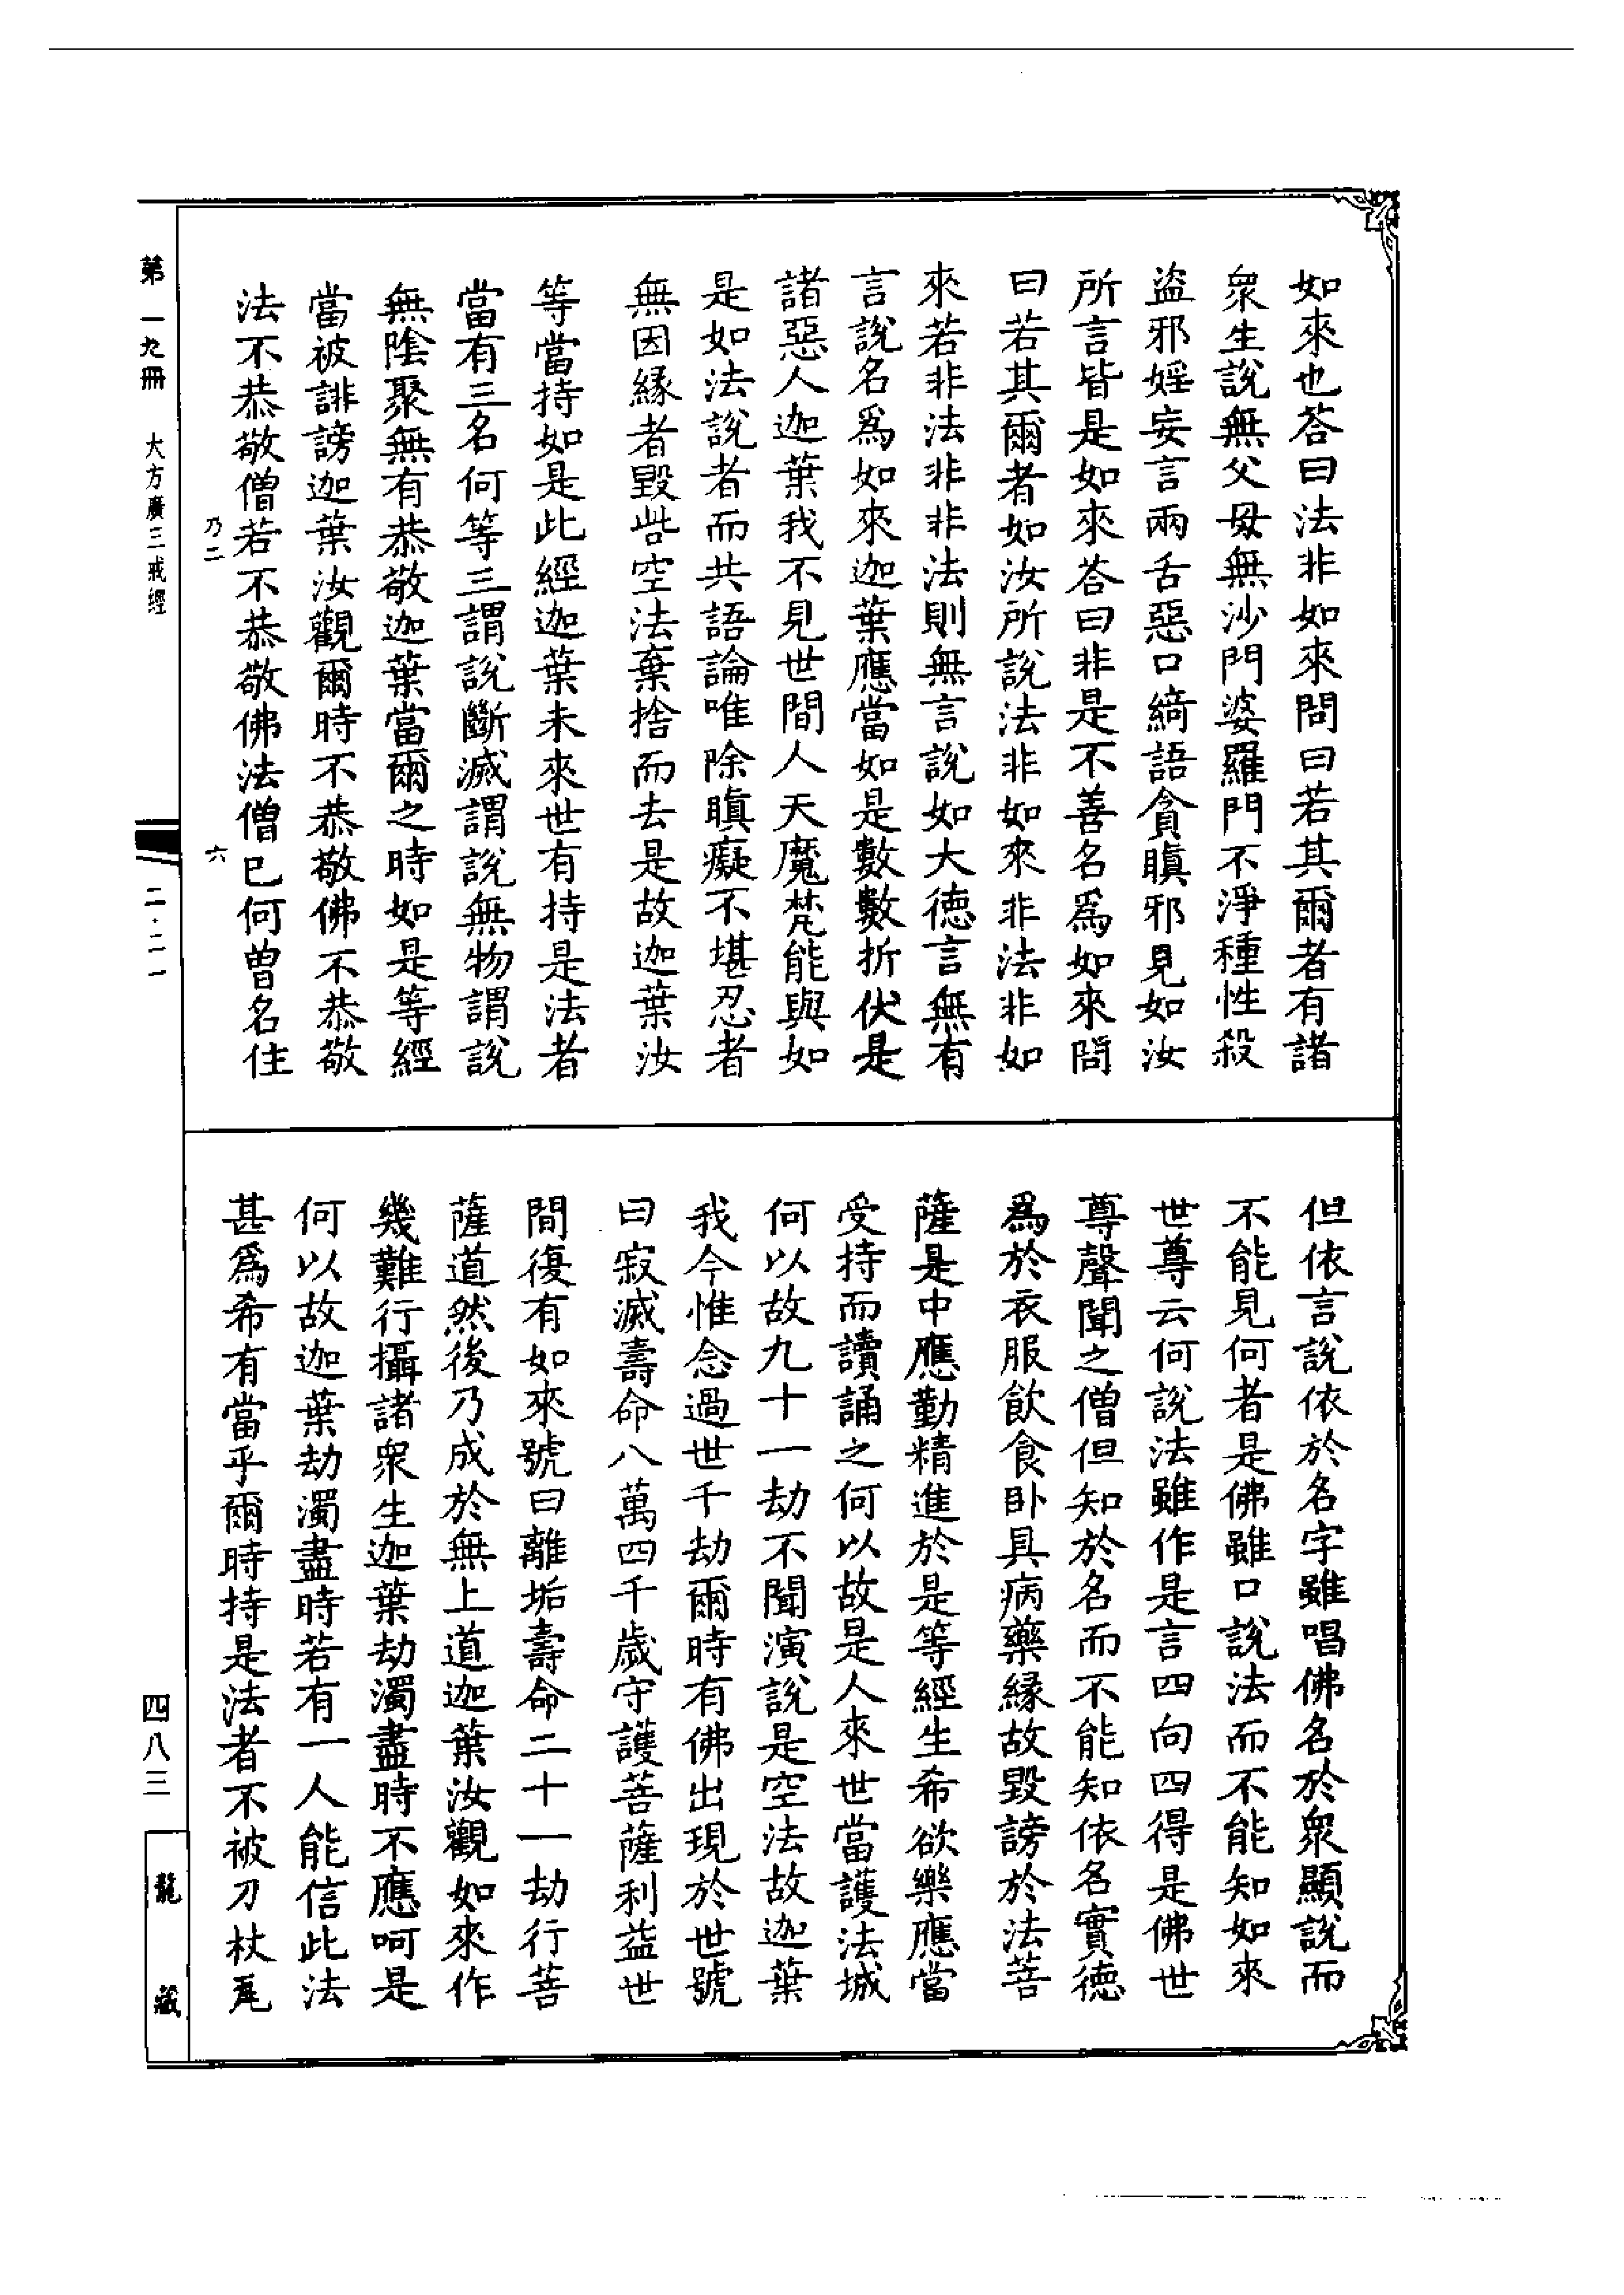 如來也荅曰法非如來問曰若其爾者有諸
衆生說無父母無沙門婆羅門不淨種性殺
盜邪婬妄言兩舌惡口綺語貪瞋邪見如汝
所言皆是如來荅曰非是不善名爲如來問
曰若其爾者如汝所說法非如來非法非如
來若非法非非法則無言說如大德言無有
言說名爲如來迦葉應當如是數數折伏是
諸惡人迦葉我不見世間人天魔梵能與如
是如法說者而共語論唯除瞋癡不堪忍者
無因緣者毀呰空法棄捨而去是故迦葉汝
等當持如是此經迦葉未來世有持是法者
當有三名何等三謂說斷滅謂說無物謂說
無陰聚無有恭敬迦葉當爾之時如是等經
當被誹謗迦葉汝觀爾時不恭敬佛不恭敬
法不恭敬僧若不恭敬佛法僧已何曾名住
但依言說依於名字雖唱佛名於衆顯說而
不能見何者是佛雖口說法而不能知如來
世尊云何說法雖作是言四向四得是佛世
尊聲聞之僧但知於名而不能知依名實德
爲於衣服飲食卧具病藥緣故毀謗於法菩
薩是中應勤精進於是等經生希欲樂應當
受持而讀誦之何以故是人來世當護法城
何以故九十一劫不聞演說是空法故迦葉
我今惟念過世千劫爾時有佛出現於世號
曰寂滅壽命八萬四千歲守護菩薩利益世
間復有如來號曰離垢壽命二十一劫行菩
薩道然後乃成於無上道迦葉汝觀如來作
幾難行攝諸衆生迦葉劫濁盡時不應呵是
何以故迦葉劫濁盡時若有一人能信此法
甚爲希有當乎爾時持是法者不被刀杖瓦
乃二
六
第一九冊
大方廣三戒經
二·二一
四八三
龍藏